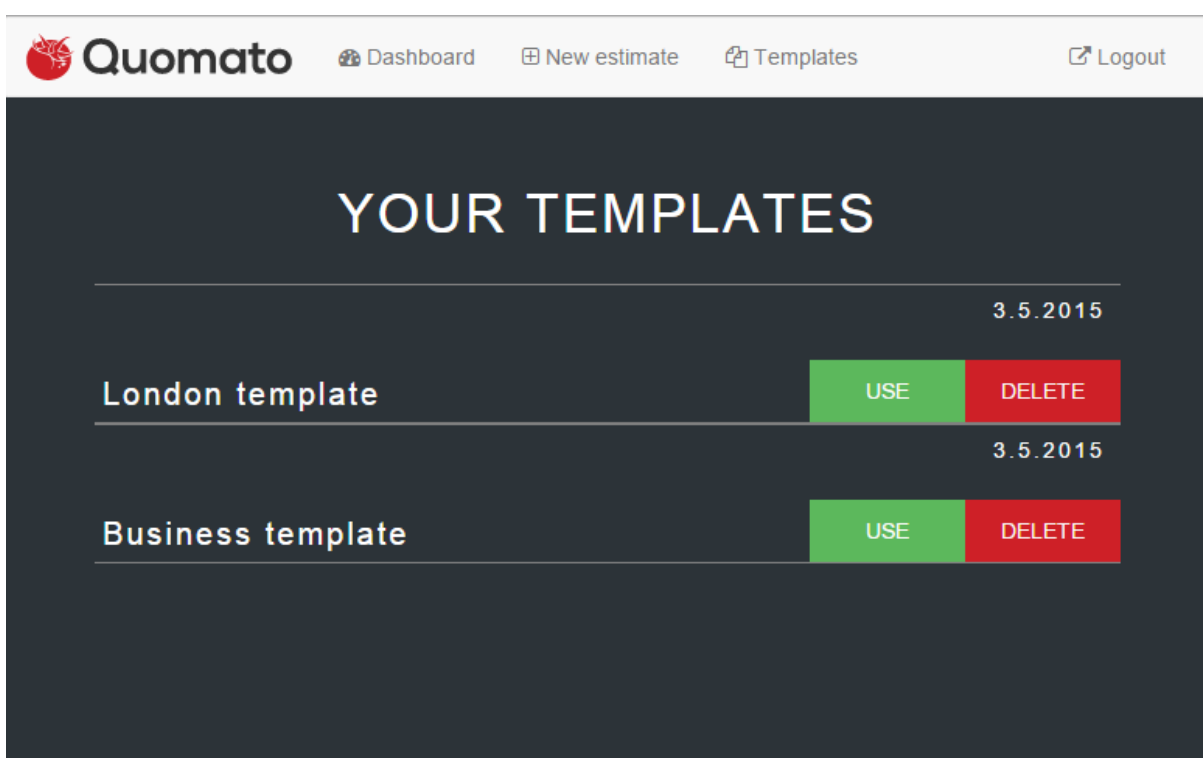 Quomato Dashboard New estimate Templates Logout
YOUR TEMPLATES
3.5.2015
London template USE DELETE
3.5.2015
Business template USE DELETE